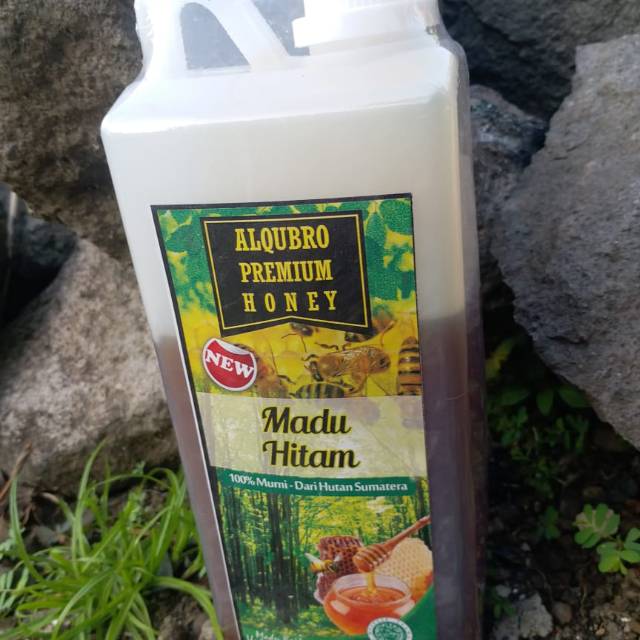 ALQUBRO
PREMIUM
HONEY
NEW
Madu
Hitam
100% Murni - Dari Hutan Sumatera